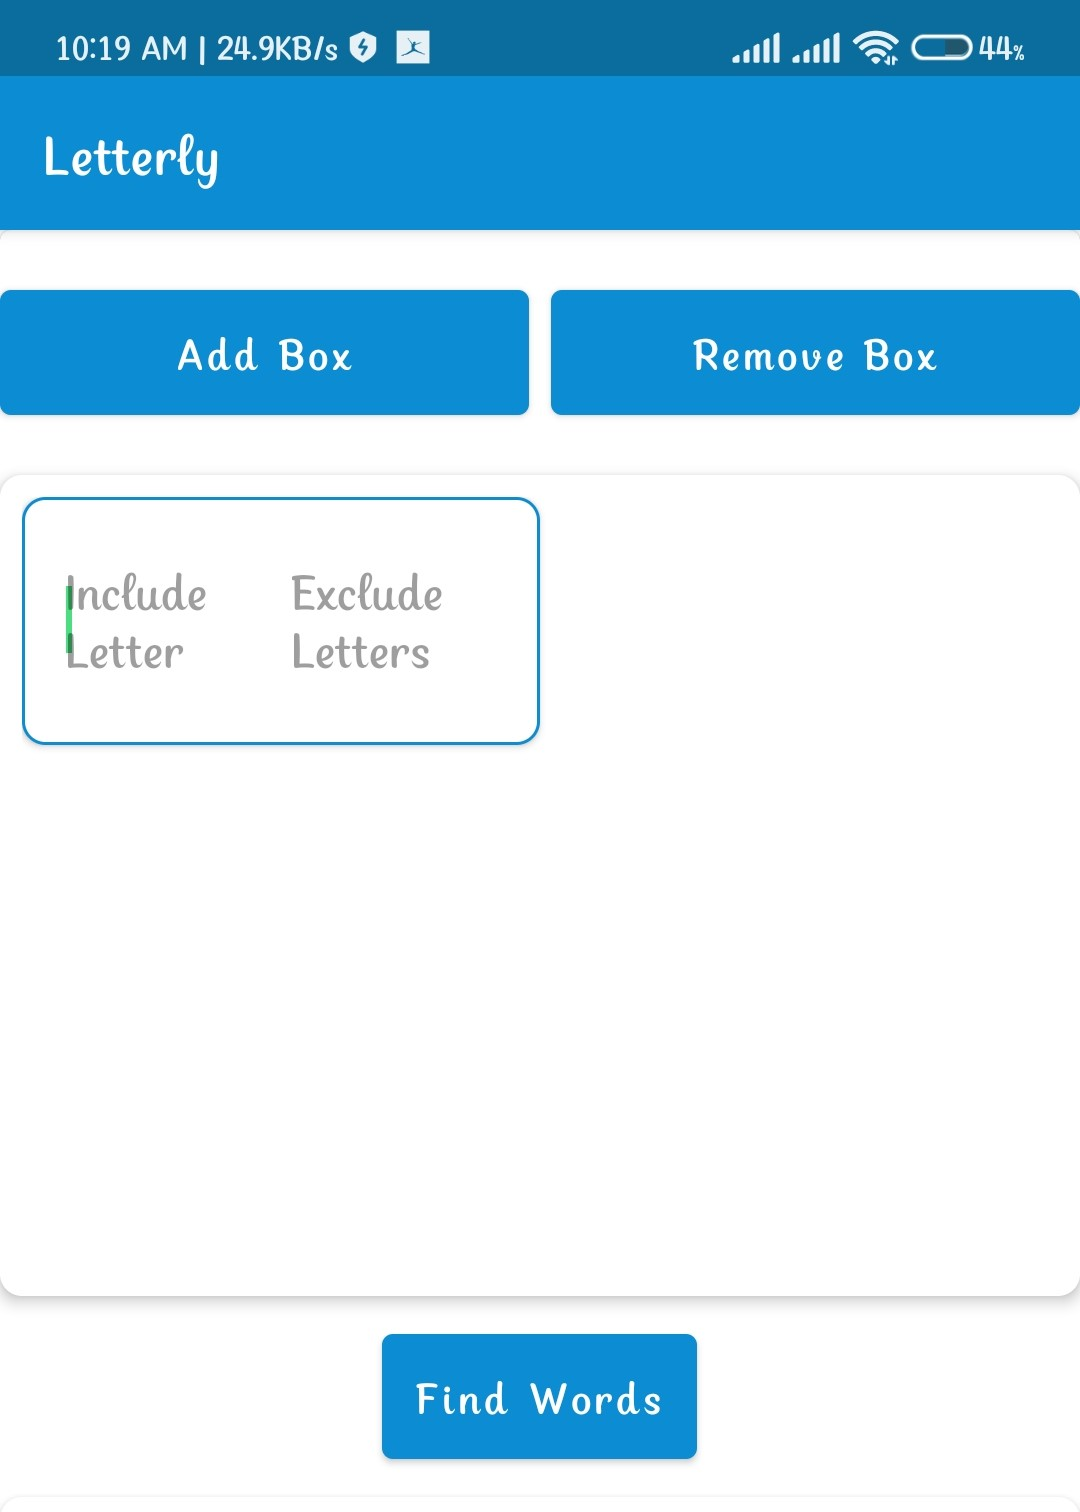 10:19 AM | 24.9KB/s 44%
Letterly
Add Box Remove Box
Include Exclude
Letter Letters
Find Words